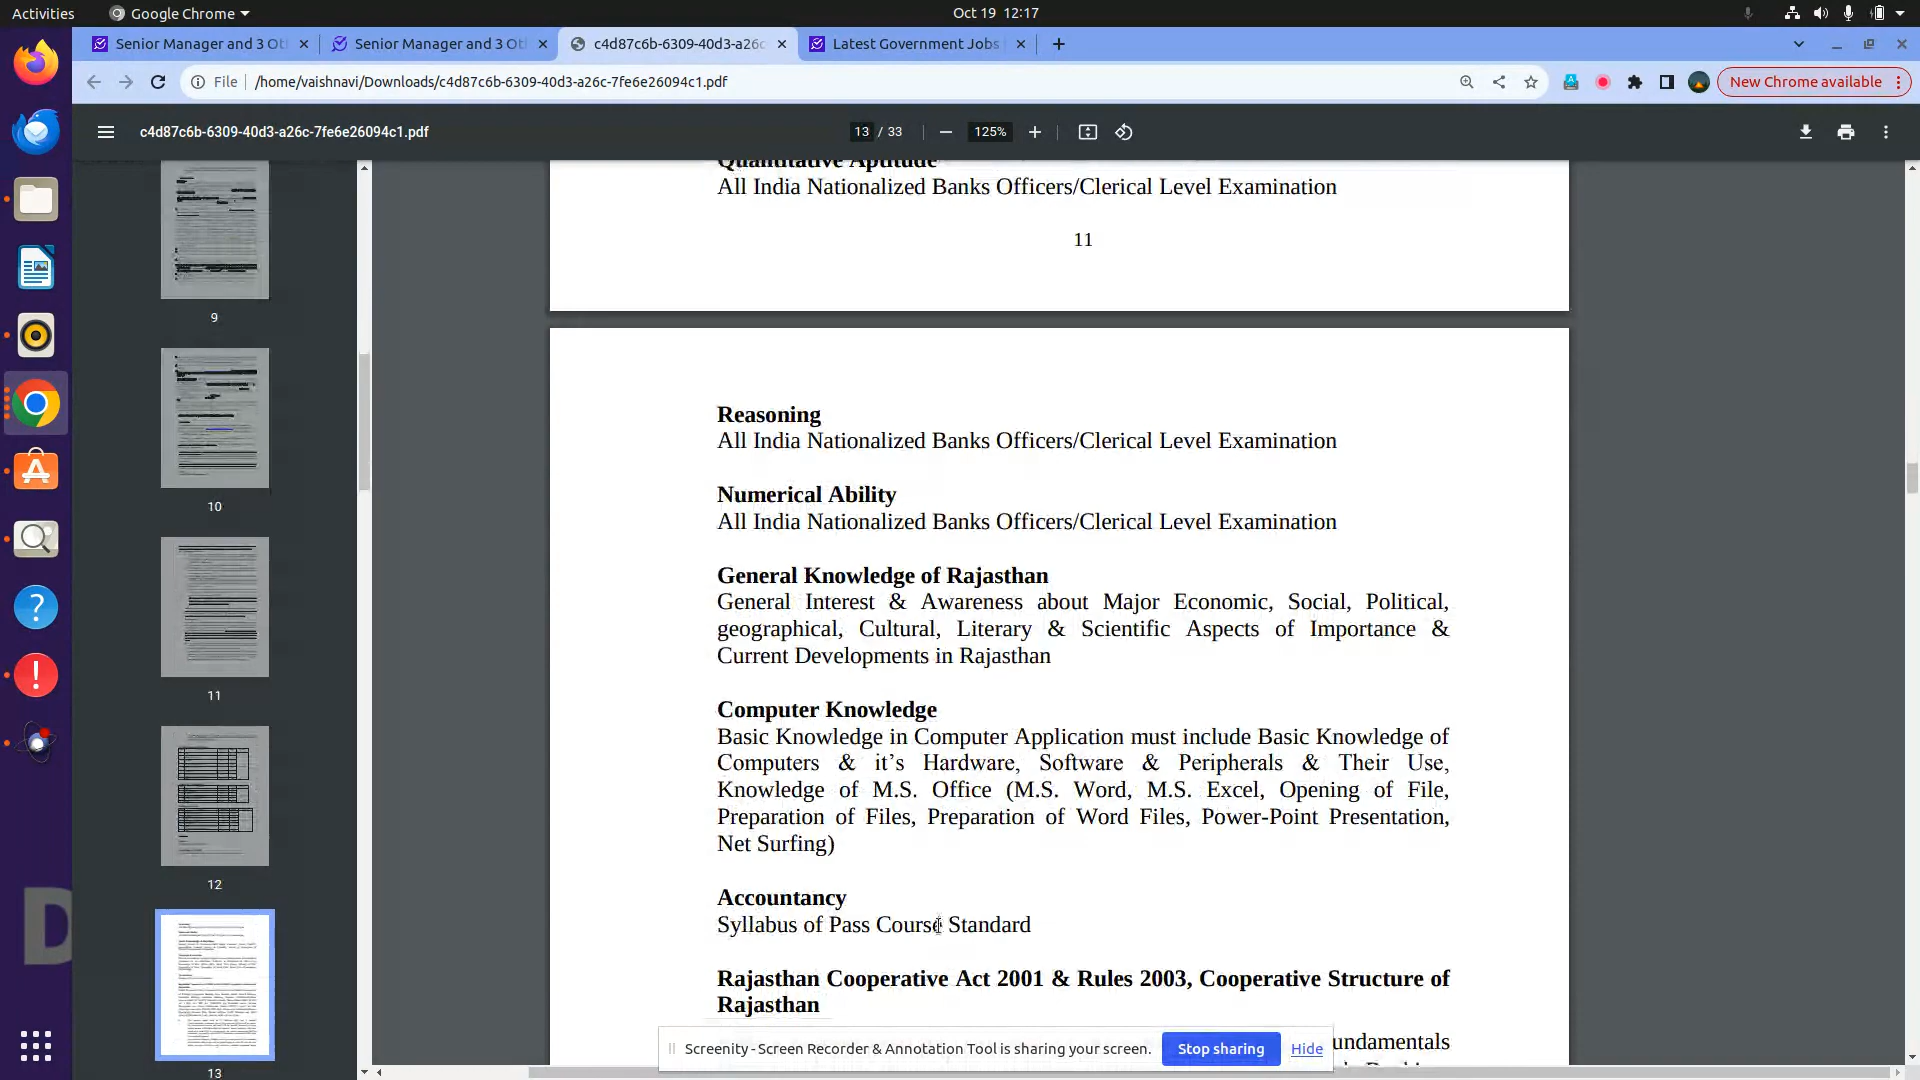 Activities
Google Chrome
Oct 19 12:17
Senior Manager and 3 Oth
Senior Manager and 3 Oth
c4d87c6b-6309-40d3-a26c
Latest Government Jobs
File
/home/vaishnavi/Downloads/c4d87c6b-6309-40d3-a26c-7fe6e26094c1.pdf
New Chrome available
c4d87c6b-6309-40d3-a26c-7fe6e26094c1.pdf
13 / 33
125%
9
10
11
12
13
Quantitative Aptitude
All India Nationalized Banks Officers/Clerical Level Examination
11
Reasoning
All India Nationalized Banks Officers/Clerical Level Examination
Numerical Ability
All India Nationalized Banks Officers/Clerical Level Examination
General Knowledge of Rajasthan
General Interest & Awareness about Major Economic, Social, Political,
geographical, Cultural, Literary & Scientific Aspects of Importance &
Current Developments in Rajasthan
Computer Knowledge
Basic Knowledge in Computer Application must include Basic Knowledge of
Computers & it’s Hardware, Software & Peripherals & Their Use,
Knowledge of M.S. Office (M.S. Word, M.S. Excel, Opening of File,
Preparation of Files, Preparation of Word Files, Power-Point Presentation,
Net Surfing)
Accountancy
Syllabus of Pass Course Standard
Rajasthan Cooperative Act 2001 & Rules 2003, Cooperative Structure of
Rajasthan
Screenity - Screen Recorder & Annotation Tool is sharing your screen.
Stop sharing
Hide